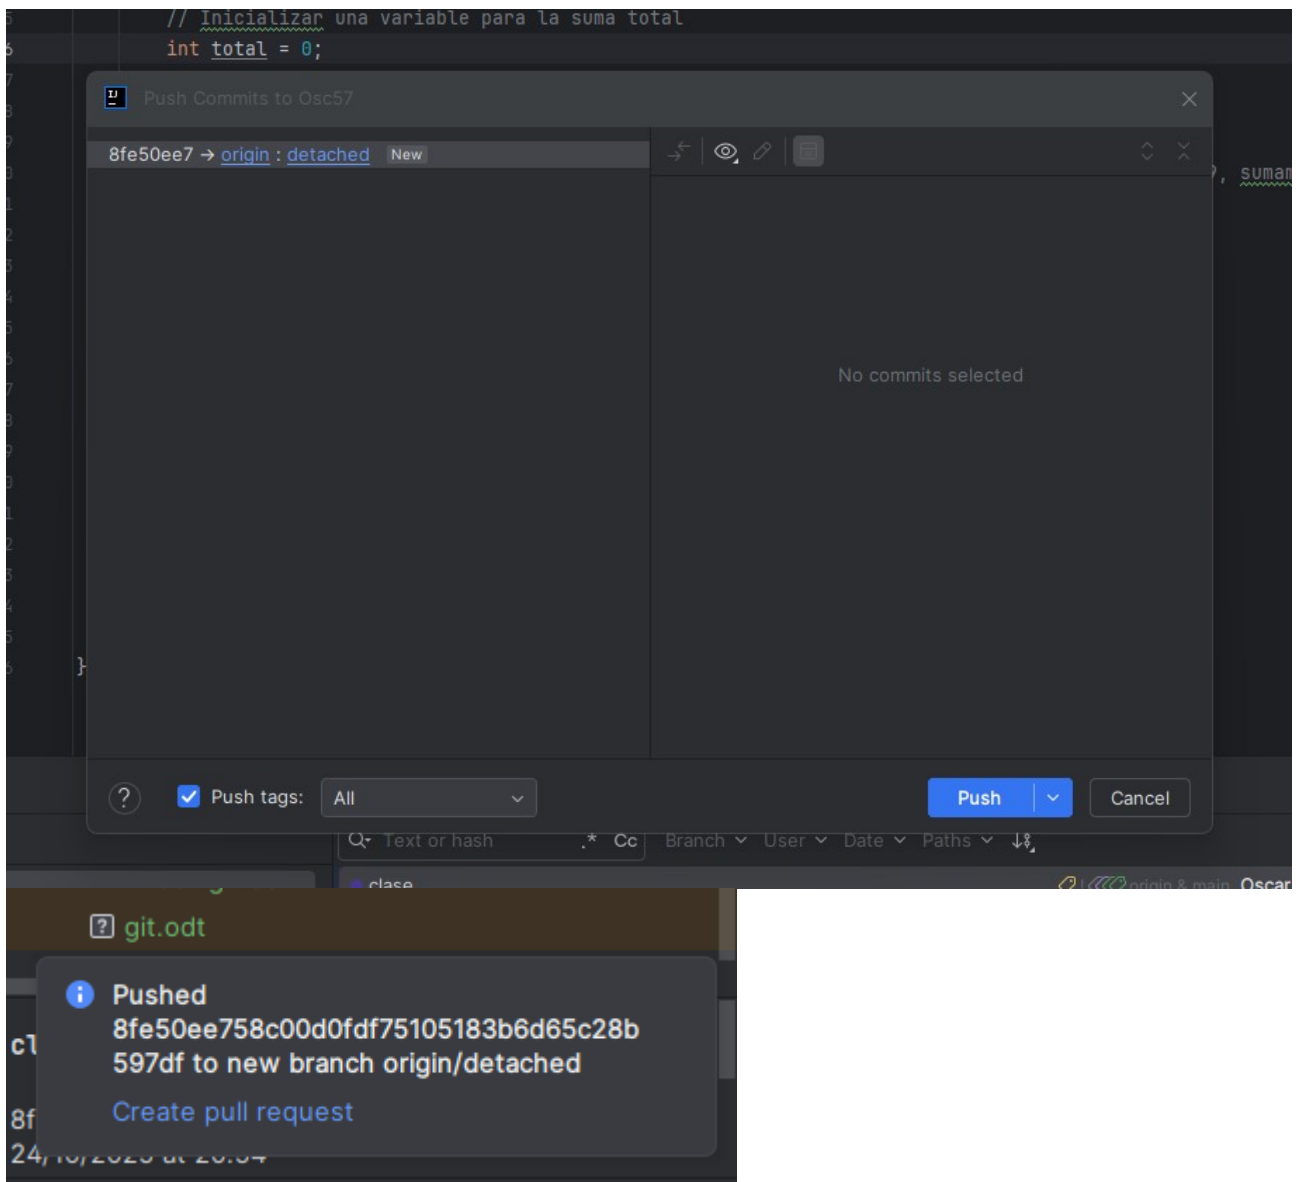 // Inicializar una variable para la suma total
int total = 0;
Push Commits to Osc57
8fe50ee7 → origin : detached New
, suman
No commits selected
}
? Push tags: All Push Cancel
Text or hash .* Cc Branch User Date Paths
clase origin & main Oscar
git.odt
Pushed
8fe50ee758c00d0fdf75105183b6d65c28b
597df to new branch origin/detached
cl
Create pull request
8f